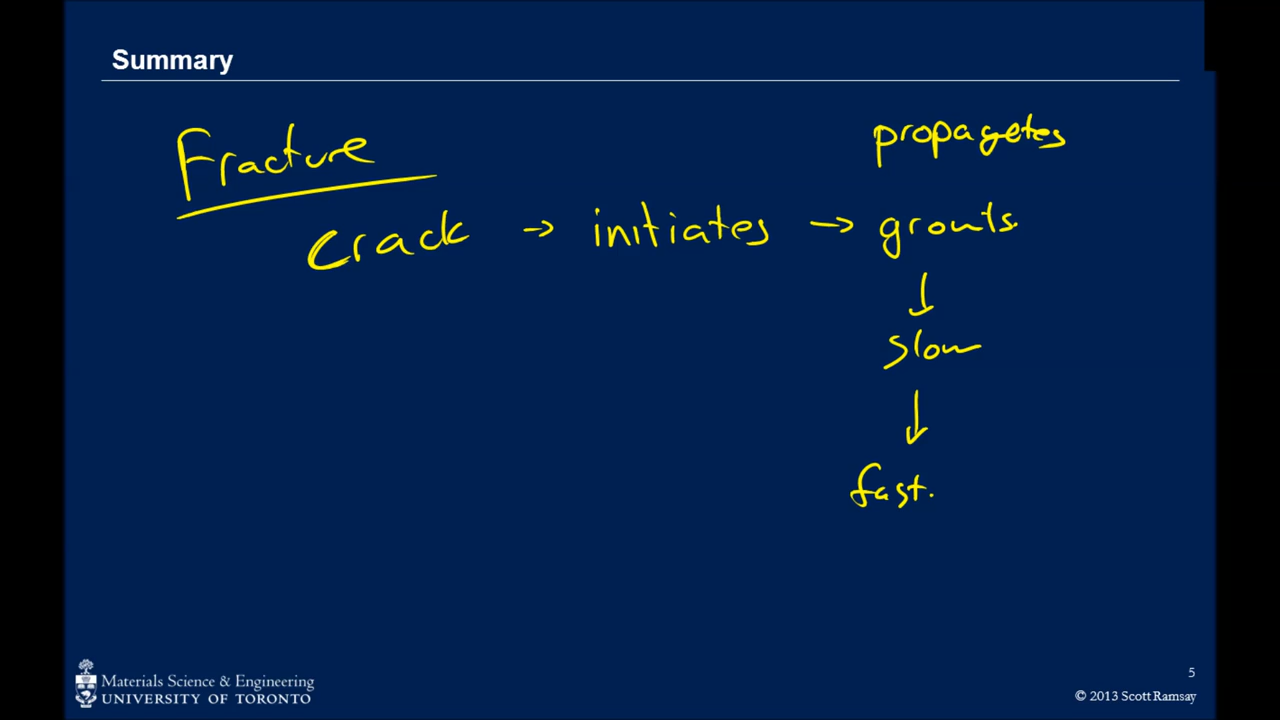 Summary
Fracture
propagates
crack → initiates → grows.
↓
slow
↓
fast.
Materials Science & Engineering
UNIVERSITY OF TORONTO
5
© 2013 Scott Ramsay